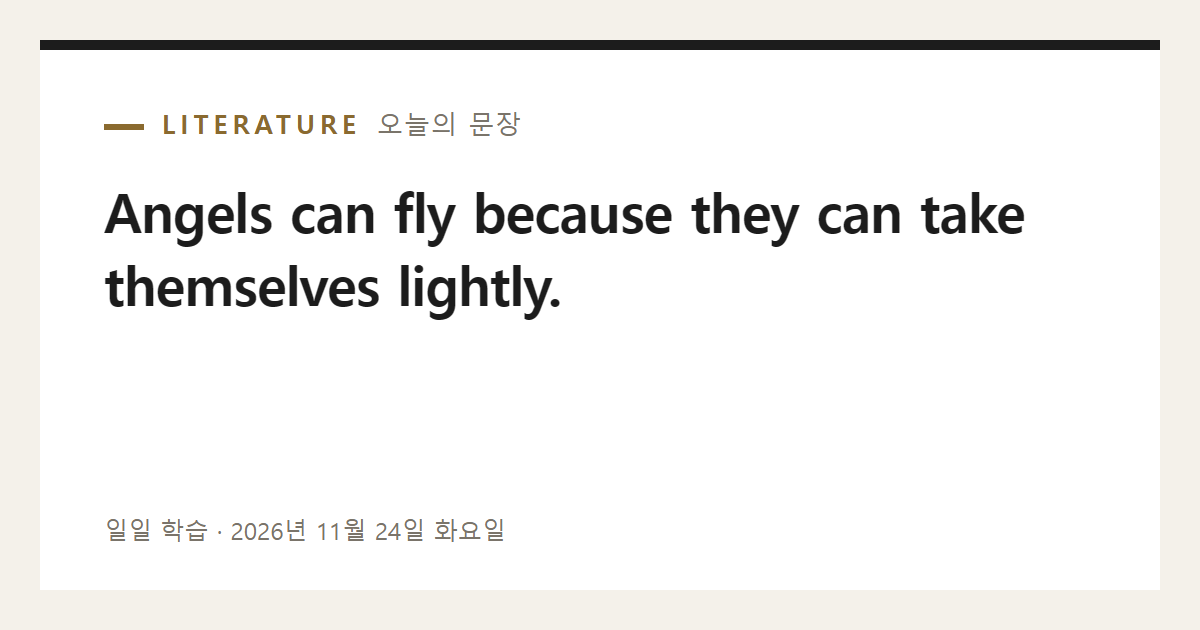 LITERATURE 오늘의 문장
Angels can fly because they can take
themselves lightly.
일일 학습 · 2026년 11월 24일 화요일